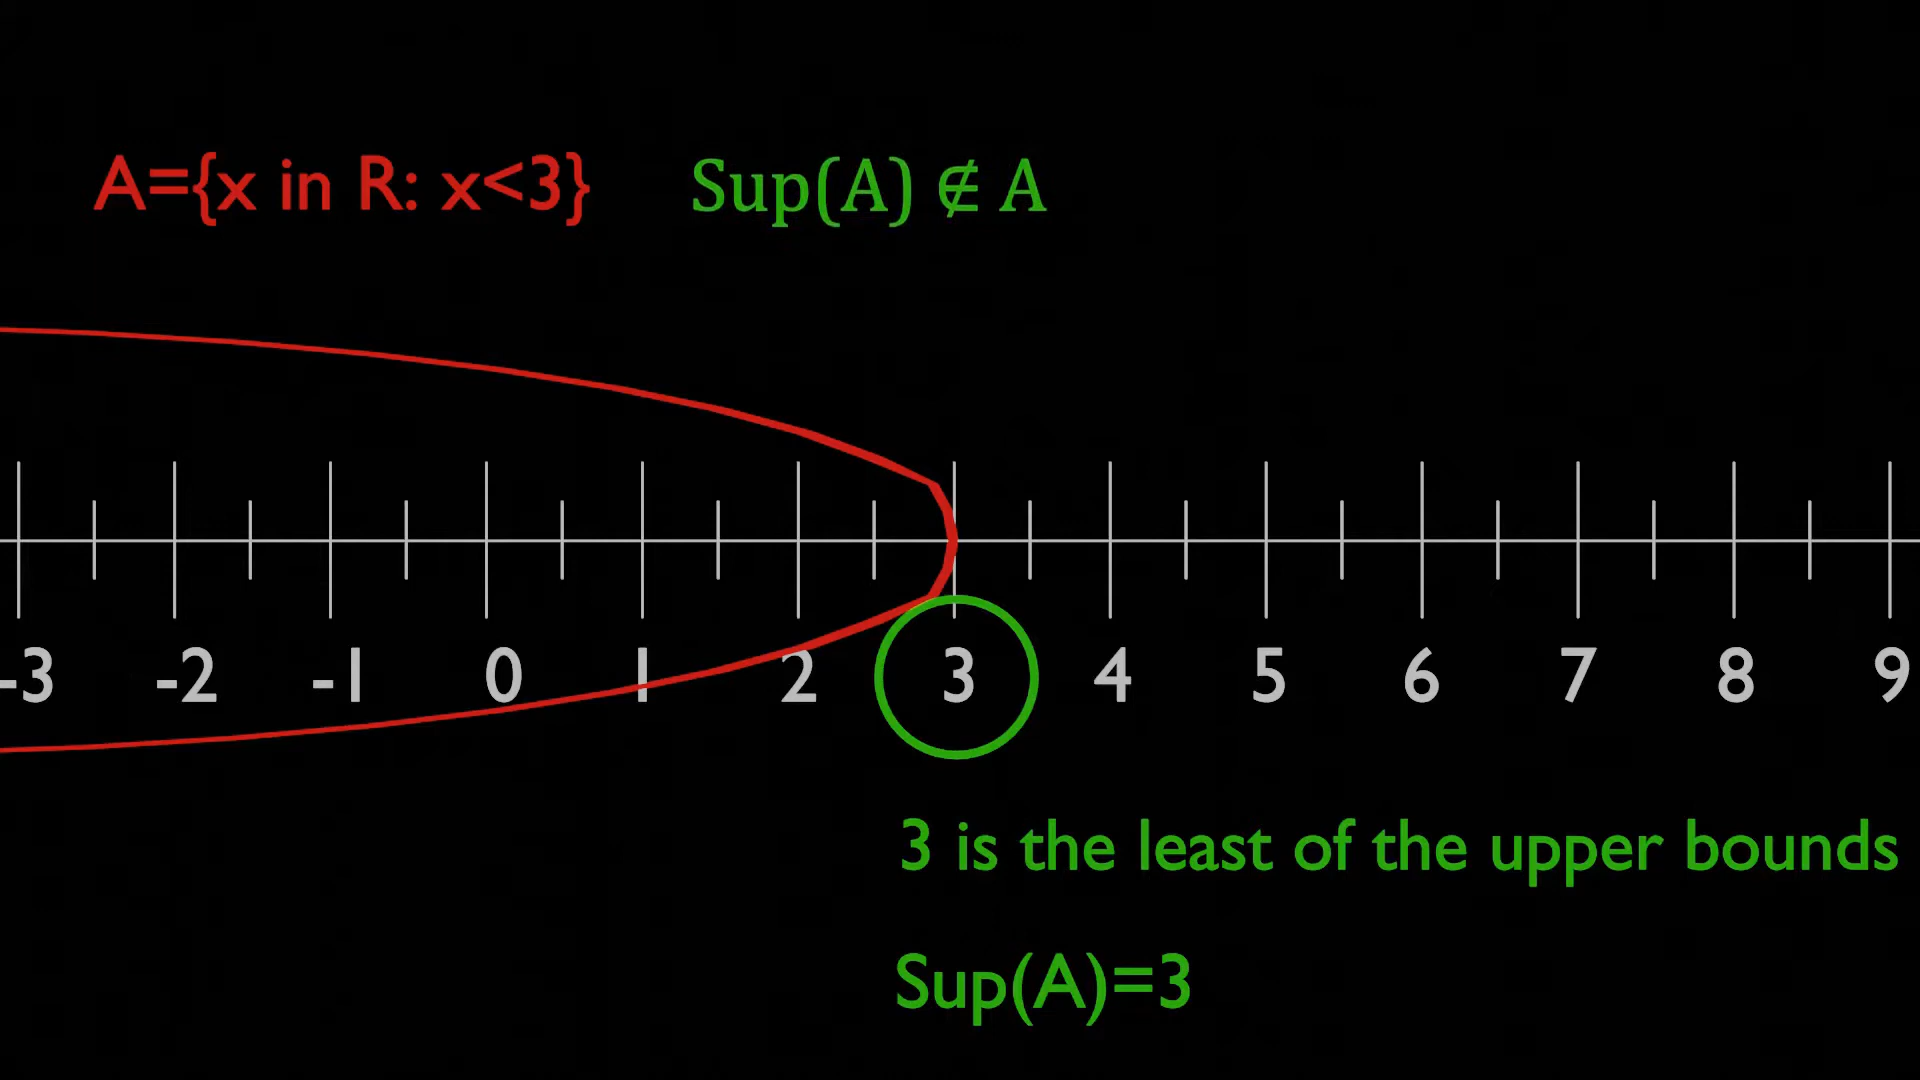 A={x in R: x<3} Sup(A) ∉ A
-3 -2 -1 0 1 2 3 4 5 6 7 8 9
3 is the least of the upper bounds
Sup(A)=3